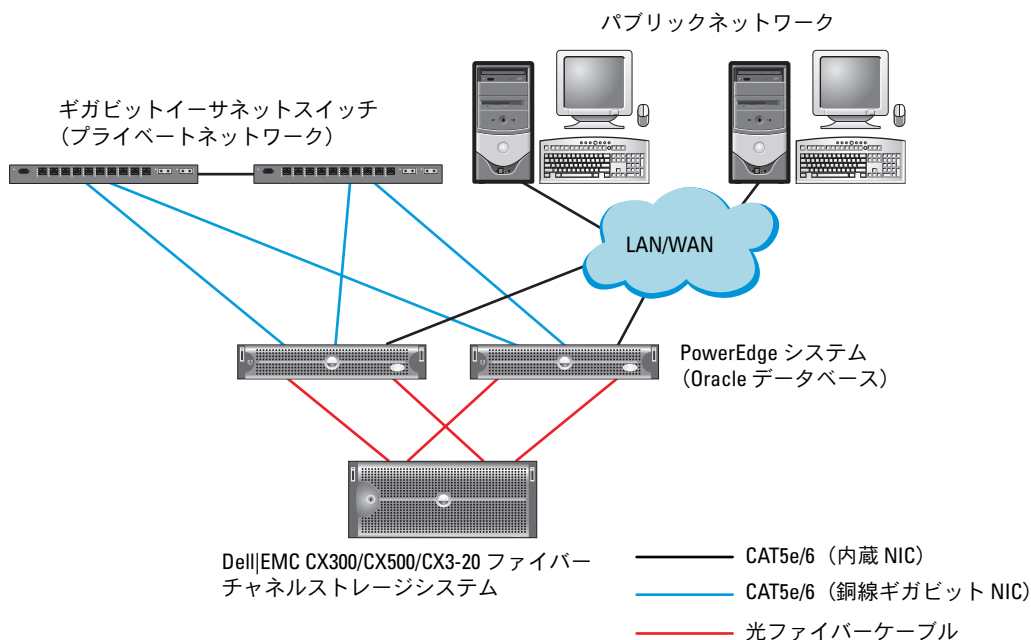 パブリックネットワーク
ギガビットイーサネットスイッチ
（プライベートネットワーク）
LAN/WAN
PowerEdge システム
（Oracle データベース）
Dell|EMC CX300/CX500/CX3-20 ファイバー
チャネルストレージシステム
CAT5e/6（内蔵 NIC）
CAT5e/6（銅線ギガビット NIC）
光ファイバーケーブル